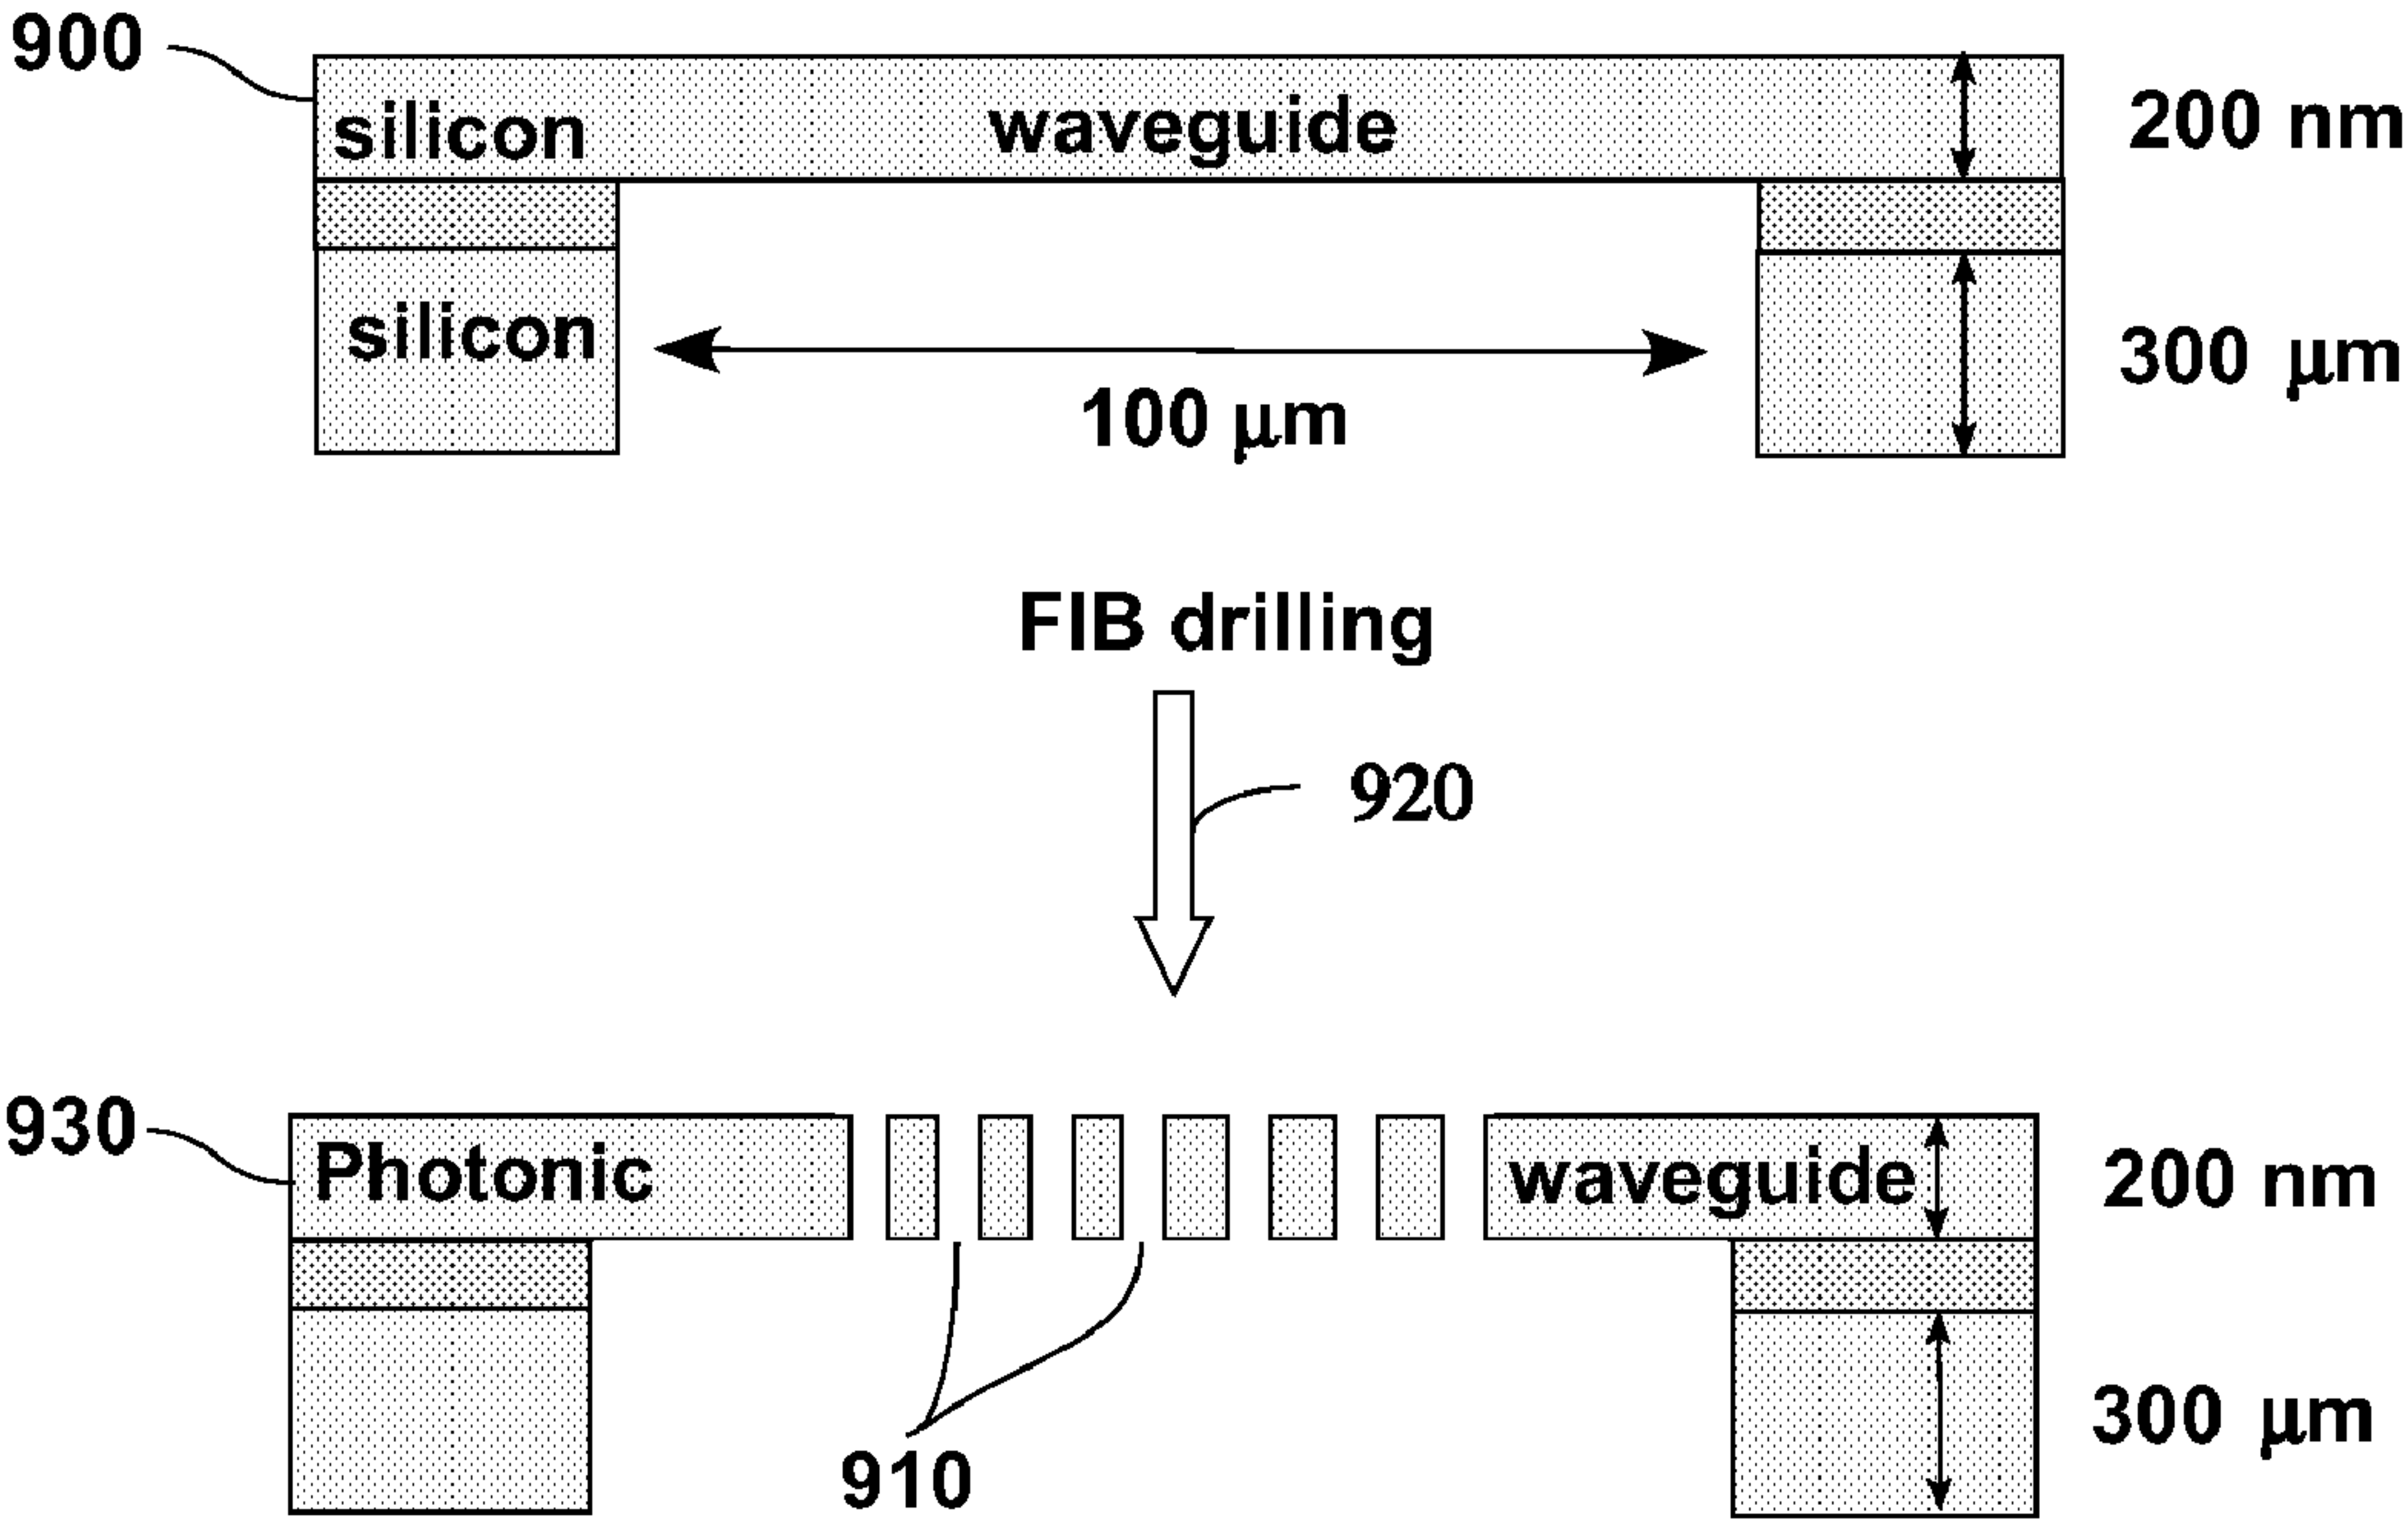 900
silicon
waveguide
200 nm
silicon
300 μm
100 μm
FIB drilling
920
930
Photonic
waveguide
200 nm
300 μm
910